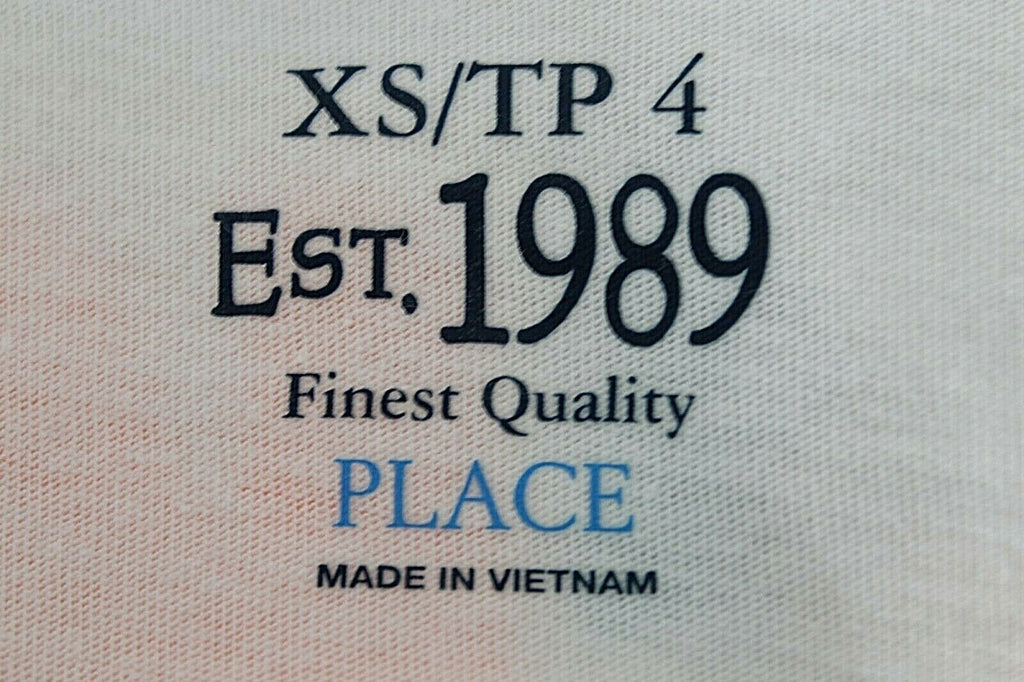 XS/TP 4
EST. 1989
Finest Quality
PLACE
MADE IN VIETNAM